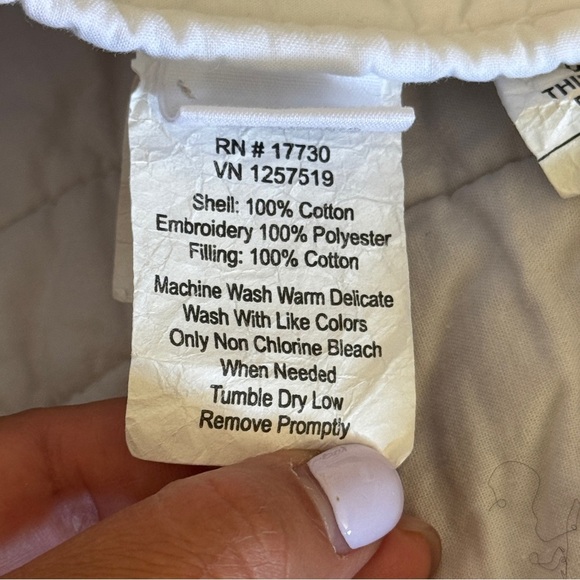 RN # 17730
VN 1257519
Shell: 100% Cotton
Embroidery 100% Polyester
Filling: 100% Cotton
Machine Wash Warm Delicate
Wash With Like Colors
Only Non Chlorine Bleach
When Needed
Tumble Dry Low
Remove Promptly